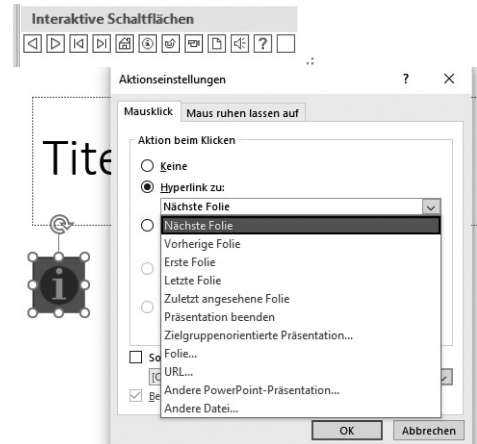 Interaktive Schaltflächen
?
Aktionseinstellungen ? ×
Mausklick Maus ruhen lassen auf
Aktion beim Klicken
Tite
Keine
Hyperlink zu:
Nächste Folie
Nächste Folie
Vorherige Folie
Erste Folie
Letzte Folie
Zuletzt angesehene Folie
Präsentation beenden
Zielgruppenorientierte Präsentation...
Folie...
So
URL...
[O
Andere PowerPoint-Präsentation...
Be
Andere Datei...
OK Abbrechen